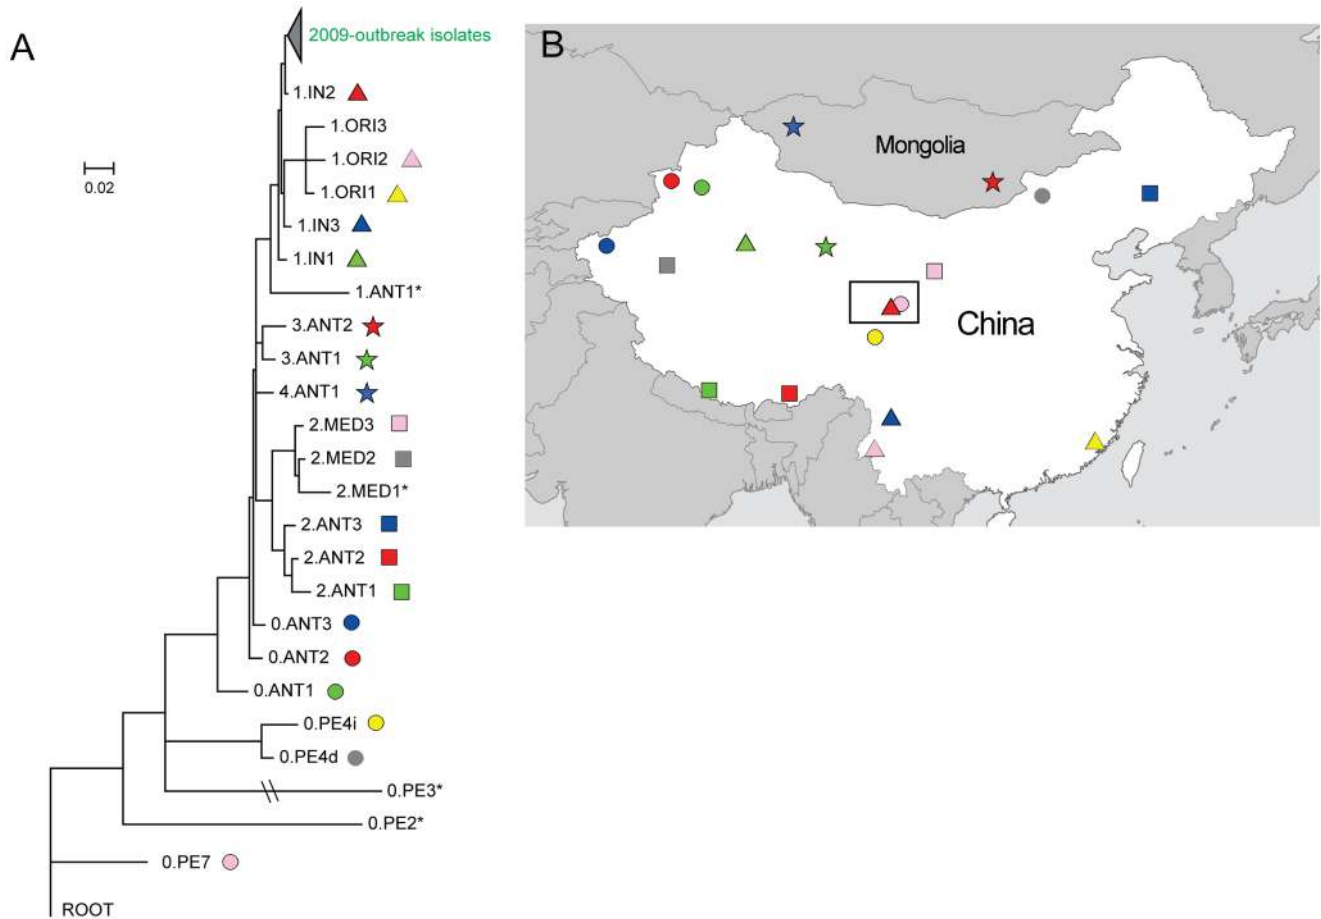 A
2009-outbreak isolates
1.IN2
1.ORI3
1.ORI2
0.02
1.ORI1
1.IN3
1.IN1
1.ANT1*
3.ANT2
3.ANT1
4.ANT1
2.MED3
2.MED2
2.MED1*
2.ANT3
2.ANT2
2.ANT1
0.ANT3
0.ANT2
0.ANT1
0.PE4i
0.PE4d
0.PE3*
0.PE2*
0.PE7
ROOT
B
Mongolia
China